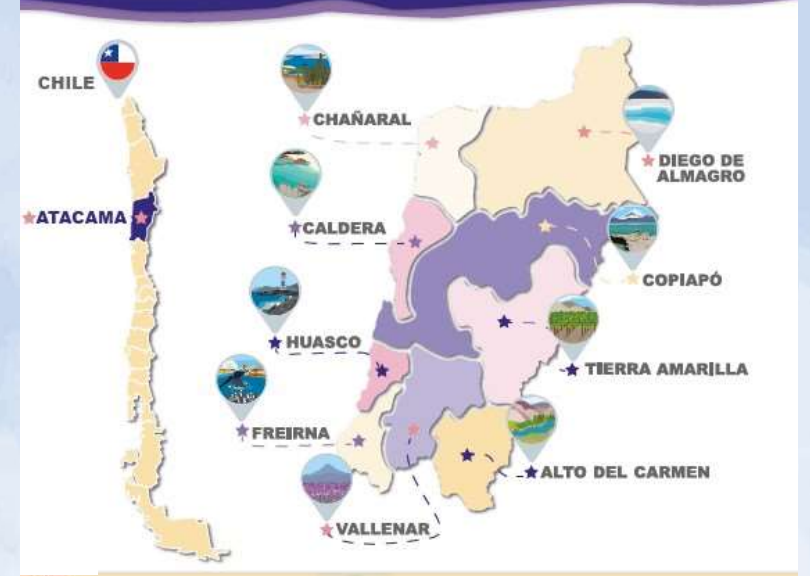 CHILE
CHAÑARAL
DIEGO DE
ALMAGRO
ATACAMA
CALDERA
COPIAPÓ
HUASCO
TIERRA AMARILLA
FREIRNA
ALTO DEL CARMEN
VALLENAR